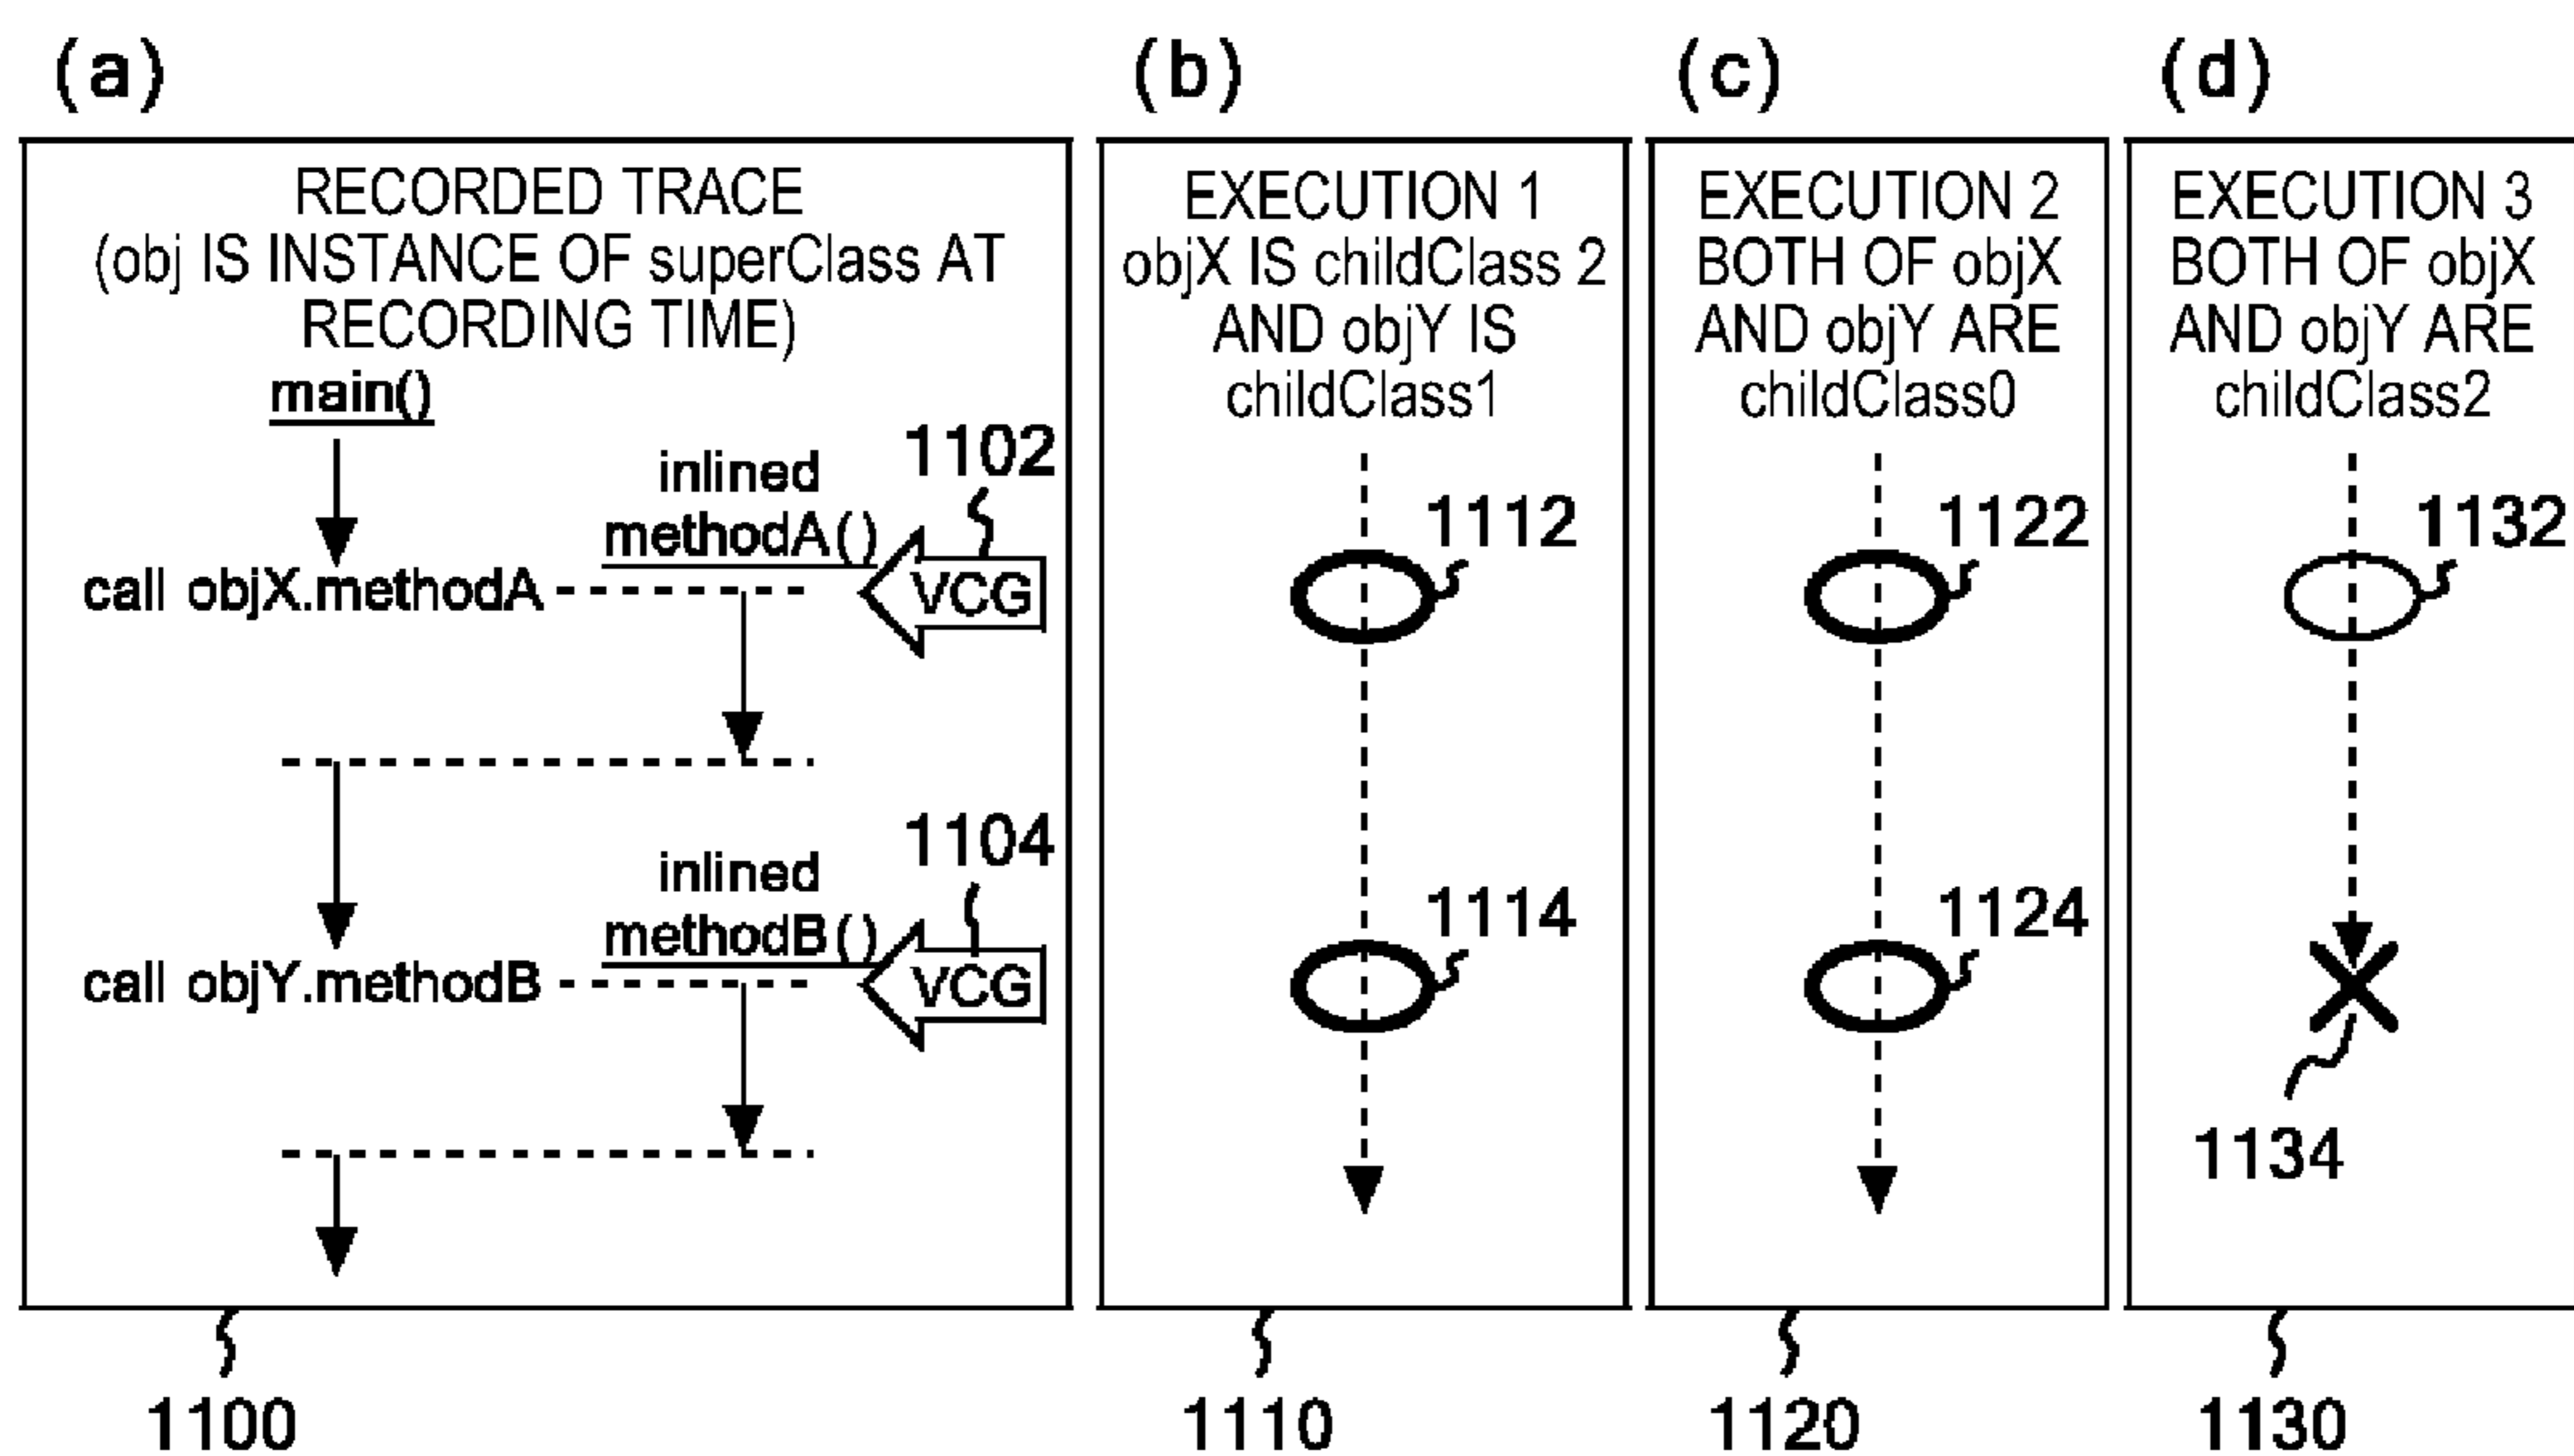 (a)
RECORDED TRACE
(obj IS INSTANCE OF superClass AT
RECORDING TIME)
main()
inlined
methodA()
1102
call objX.methodA
VCG
inlined
methodB()
1104
call objY.methodB
VCG
1100
(b)
EXECUTION 1
objX IS childClass 2
AND objY IS
childClass1
1112
1114
1110
(c)
EXECUTION 2
BOTH OF objX
AND objY ARE
childClass0
1122
1124
1120
(d)
EXECUTION 3
BOTH OF objX
AND objY ARE
childClass2
1132
1134
1130